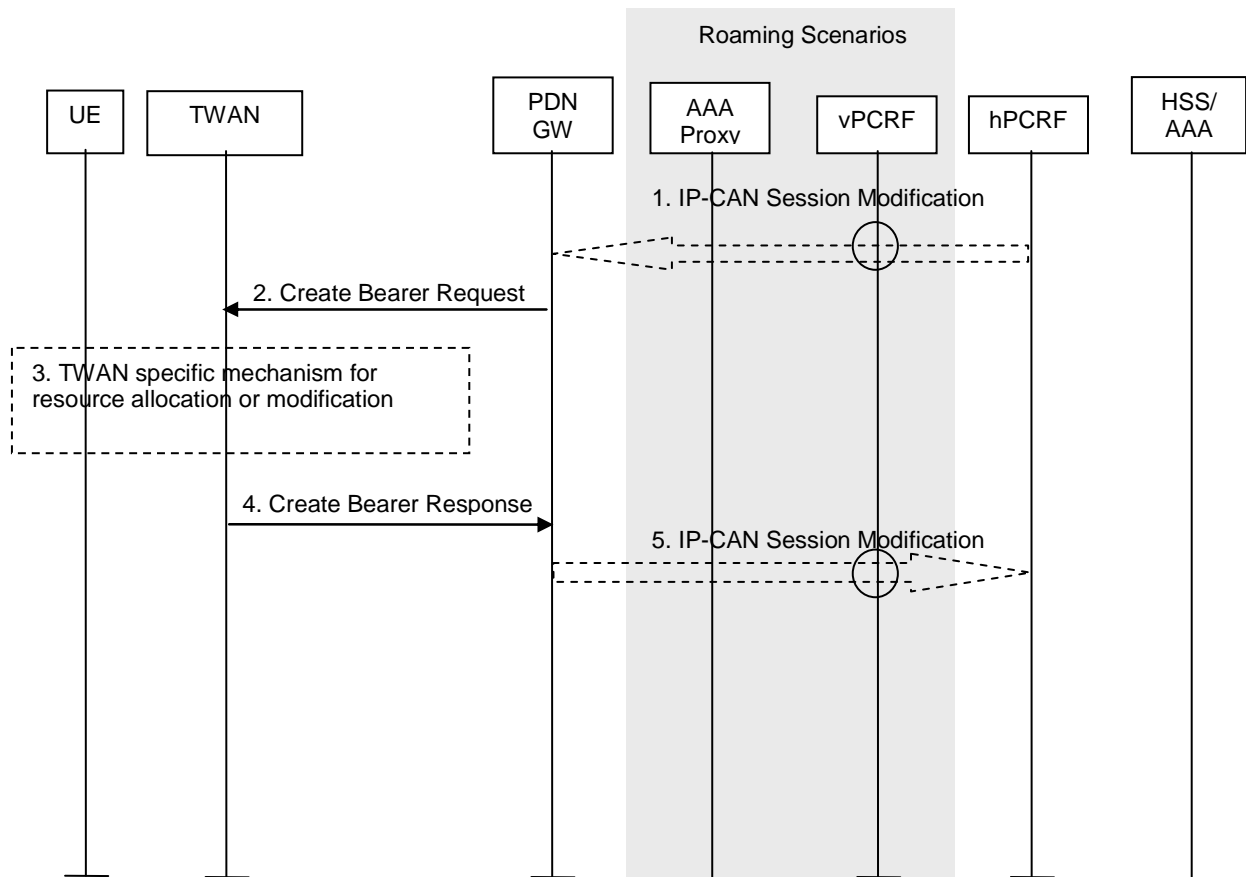 Roaming Scenarios
UE
TWAN
PDN
GW
AAA
Proxy
vPCRF
hPCRF
HSS/
AAA
1. IP-CAN Session Modification
2. Create Bearer Request
3. TWAN specific mechanism for
resource allocation or modification
4. Create Bearer Response
5. IP-CAN Session Modification